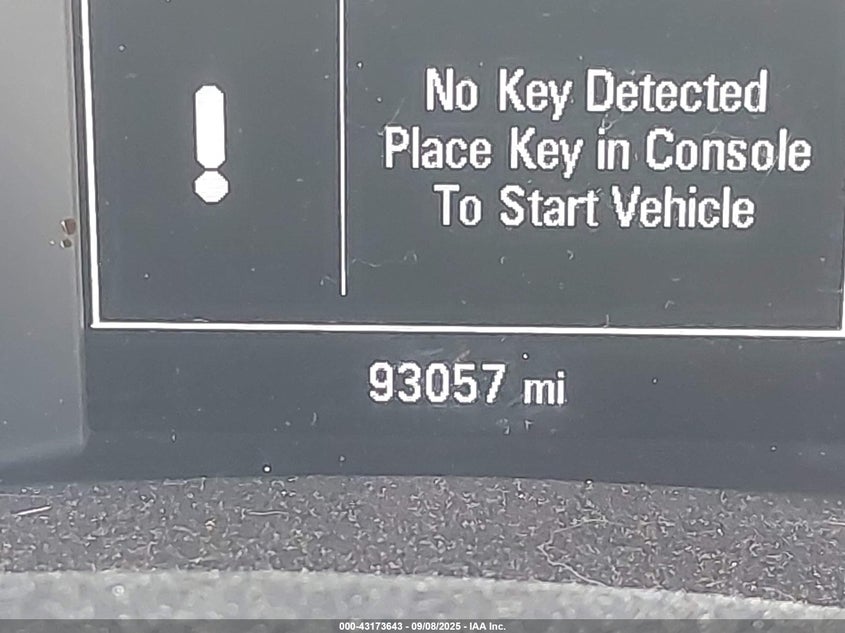 No Key Detected
Place Key in Console
To Start Vehicle
93057 mi
000-43173643 - 09/08/2025 - IAA Inc.